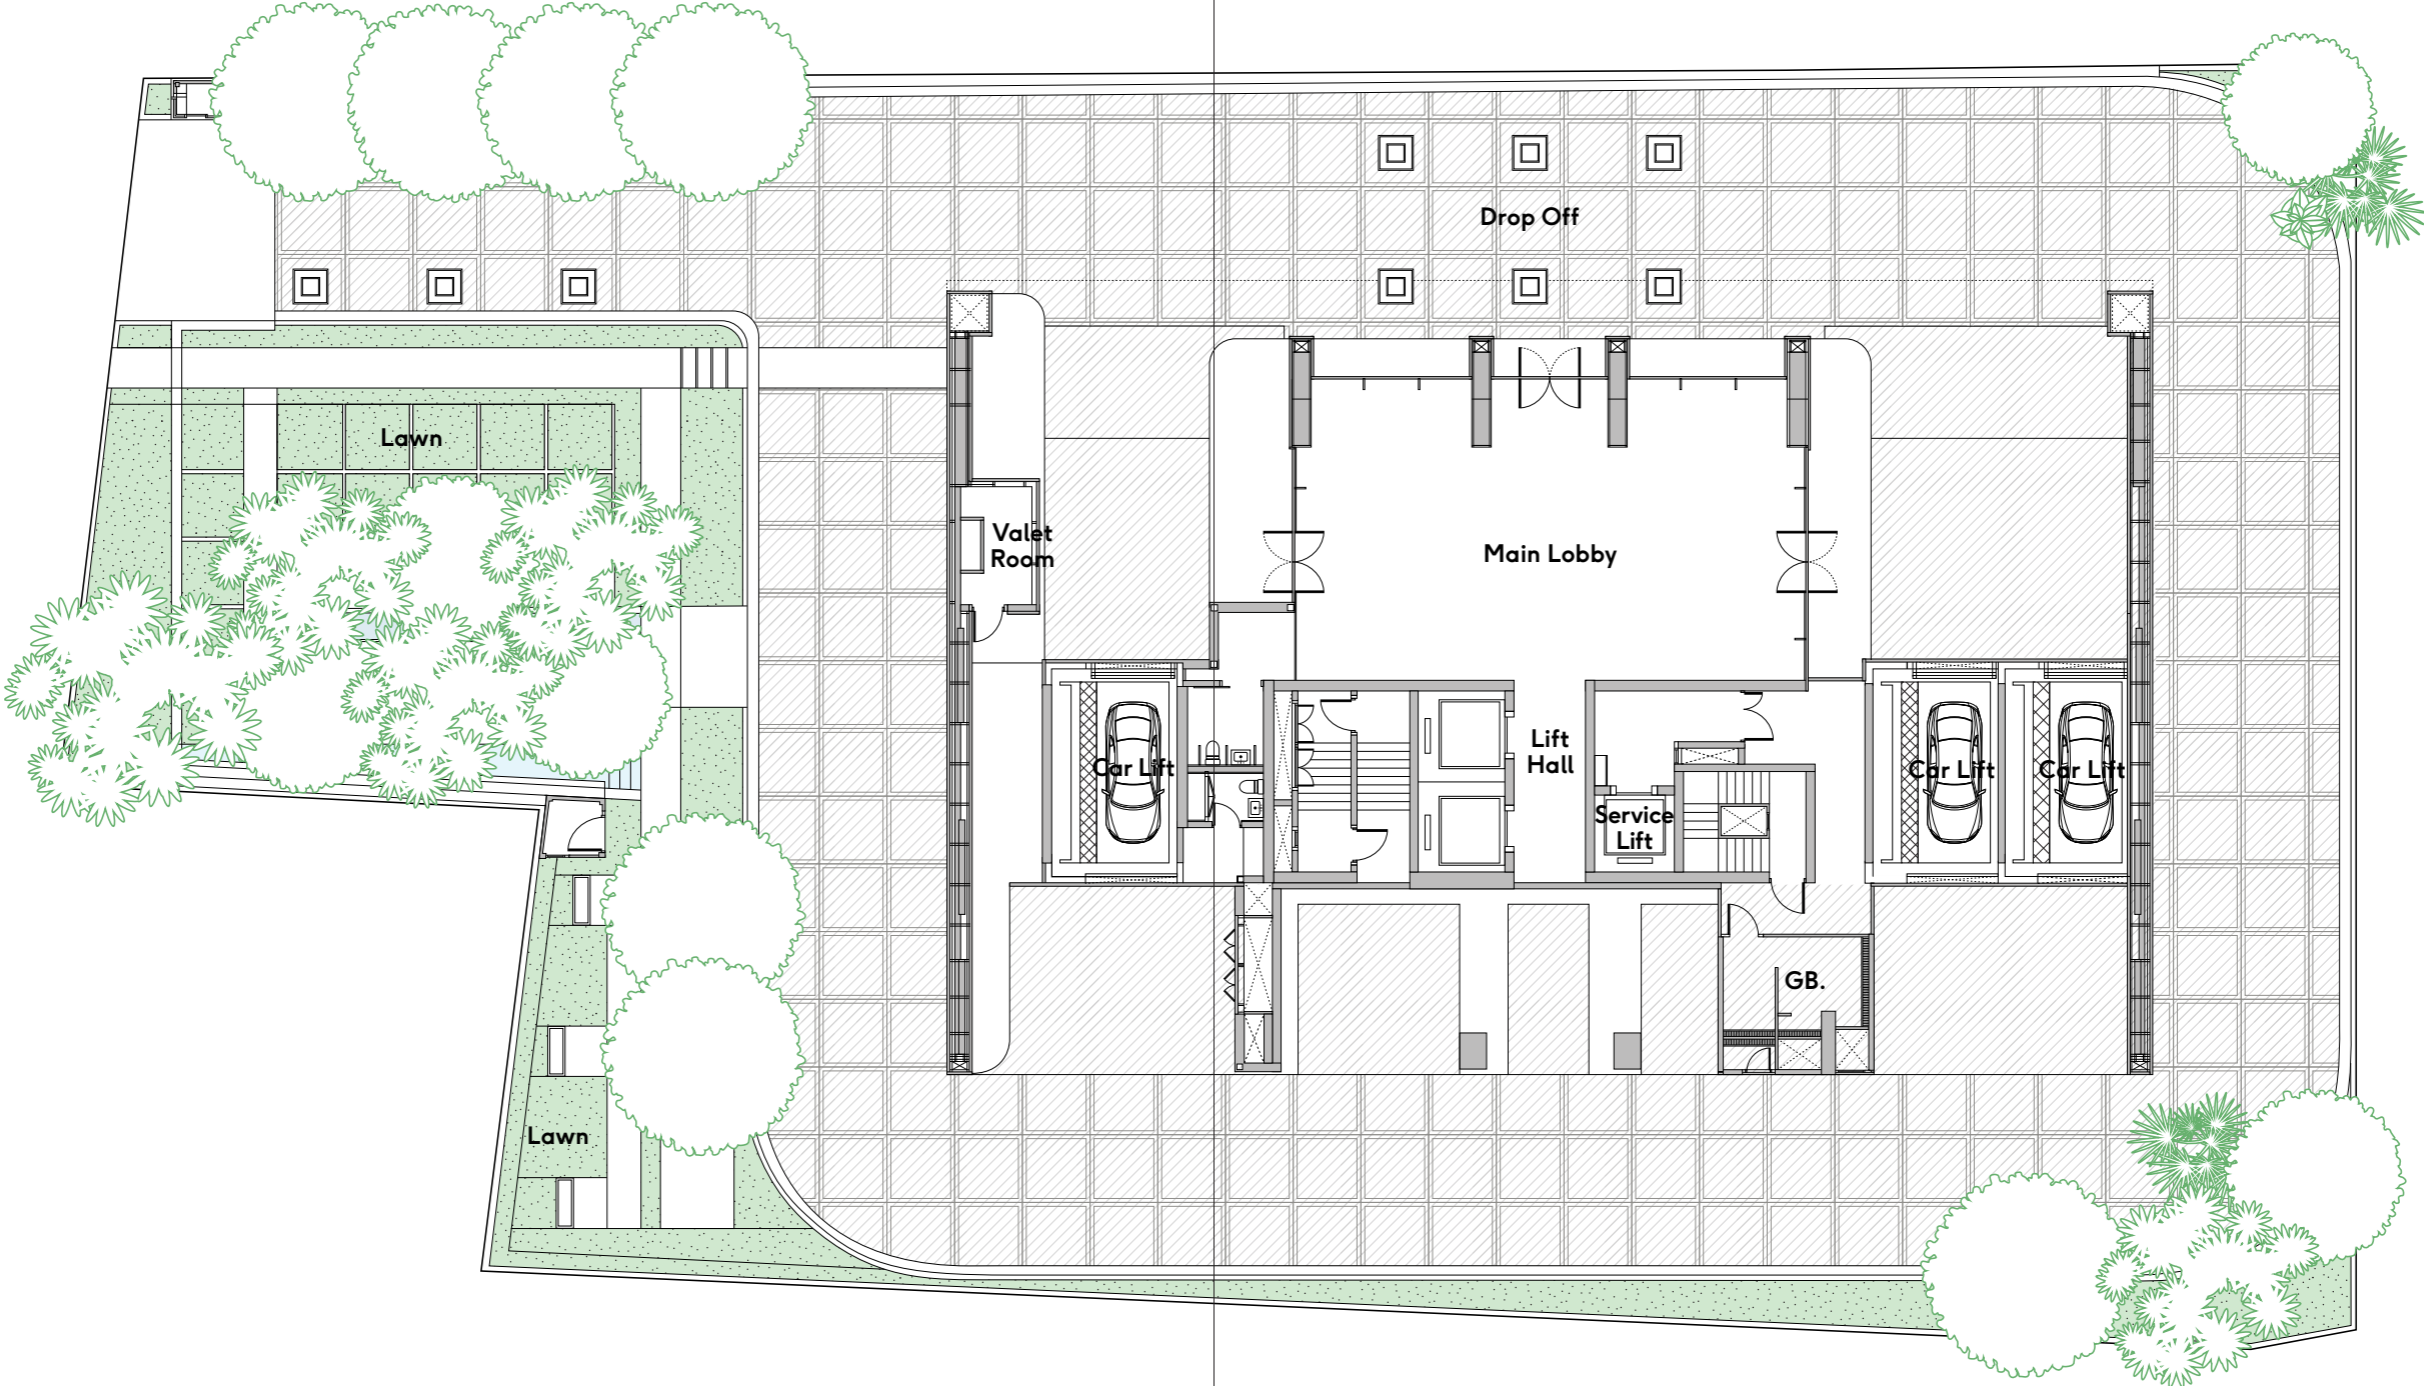 Drop Off
Lawn
Valet
Room
Main Lobby
Lift
Hall
Car Lift
Car Lift
Car Lift
Service
Lift
GB.
Lawn